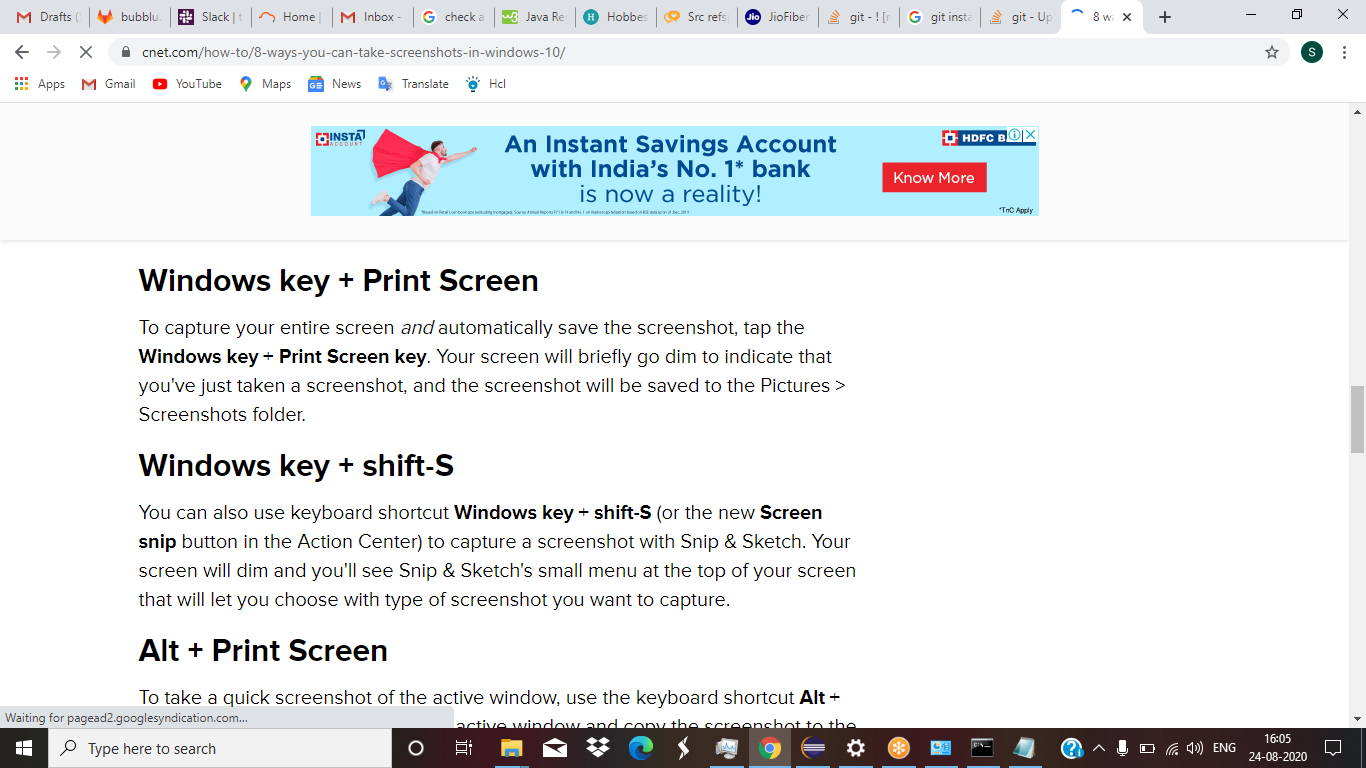 Drafts (
bubblu.
Slack | t
Home |
Inbox -
check a
Java Re
Hobbes
Src refs
JioFiber
git - ! [r
git insta
git - Up
8 wa
cnet.com/how-to/8-ways-you-can-take-screenshots-in-windows-10/
S
Apps
Gmail
YouTube
Maps
News
Translate
Hcl
INSTA
ACCOUNT
An Instant Savings Account
with India's No. 1* bank
is now a reality!
HDFC B
Know More
*TnC Apply
Windows key + Print Screen
To capture your entire screen and automatically save the screenshot, tap the
Windows key + Print Screen key. Your screen will briefly go dim to indicate that
you've just taken a screenshot, and the screenshot will be saved to the Pictures >
Screenshots folder.
Windows key + shift-S
You can also use keyboard shortcut Windows key + shift-S (or the new Screen
snip button in the Action Center) to capture a screenshot with Snip & Sketch. Your
screen will dim and you'll see Snip & Sketch's small menu at the top of your screen
that will let you choose with type of screenshot you want to capture.
Alt + Print Screen
To take a quick screenshot of the active window, use the keyboard shortcut Alt +
active window and copy the screenshot to the
Waiting for pagead2.googlesyndication.com...
Type here to search
ENG
16:05
24-08-2020